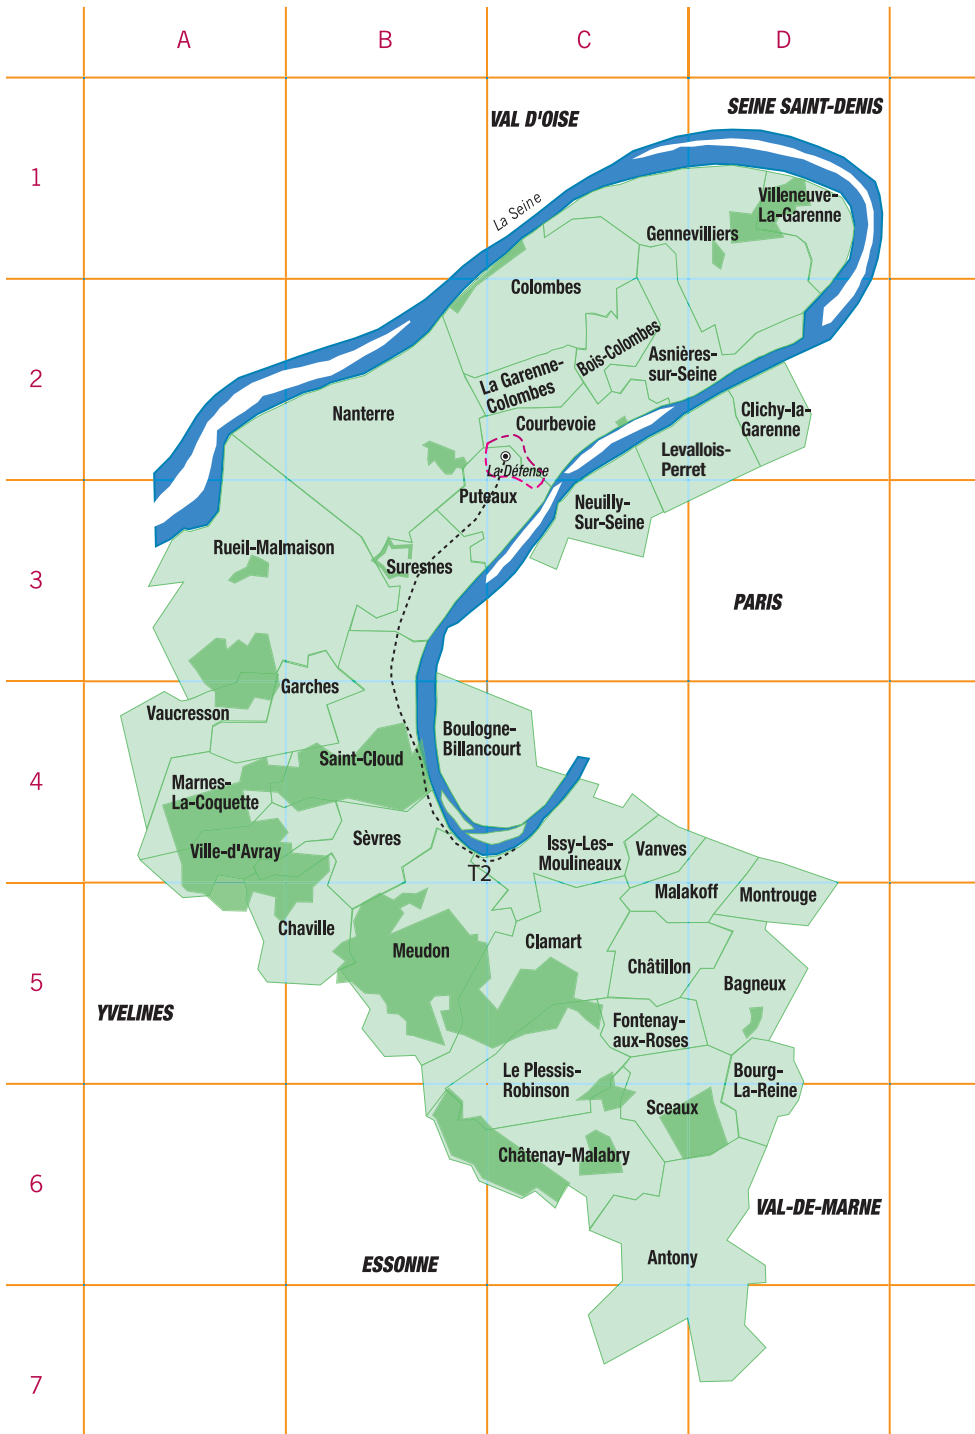 A
B
C
D
SEINE SAINT-DENIS
VAL D'OISE
1
Villeneuve-
La-Garenne
La Seine
Gennevilliers
Colombes
Bois-Colombes
Asnières-
sur-Seine
2
La Garenne-
Colombes
Nanterre
Courbevoie
Clichy-la-
Garenne
Levallois-
Perret
La Défense
Puteaux
Neuilly-
Sur-Seine
Rueil-Malmaison
Suresnes
3
PARIS
Garches
Vaucresson
Boulogne-
Billancourt
Saint-Cloud
4
Marnes-
La-Coquette
Sèvres
Ville-d'Avray
Issy-Les-
Moulineaux
Vanves
T2
Malakoff
Montrouge
Chaville
Meudon
Clamart
Châtillon
5
Bagneux
YVELINES
Fontenay-
aux-Roses
Le Plessis-
Robinson
Bourg-
La-Reine
Sceaux
Châtenay-Malabry
6
VAL-DE-MARNE
Antony
ESSONNE
7